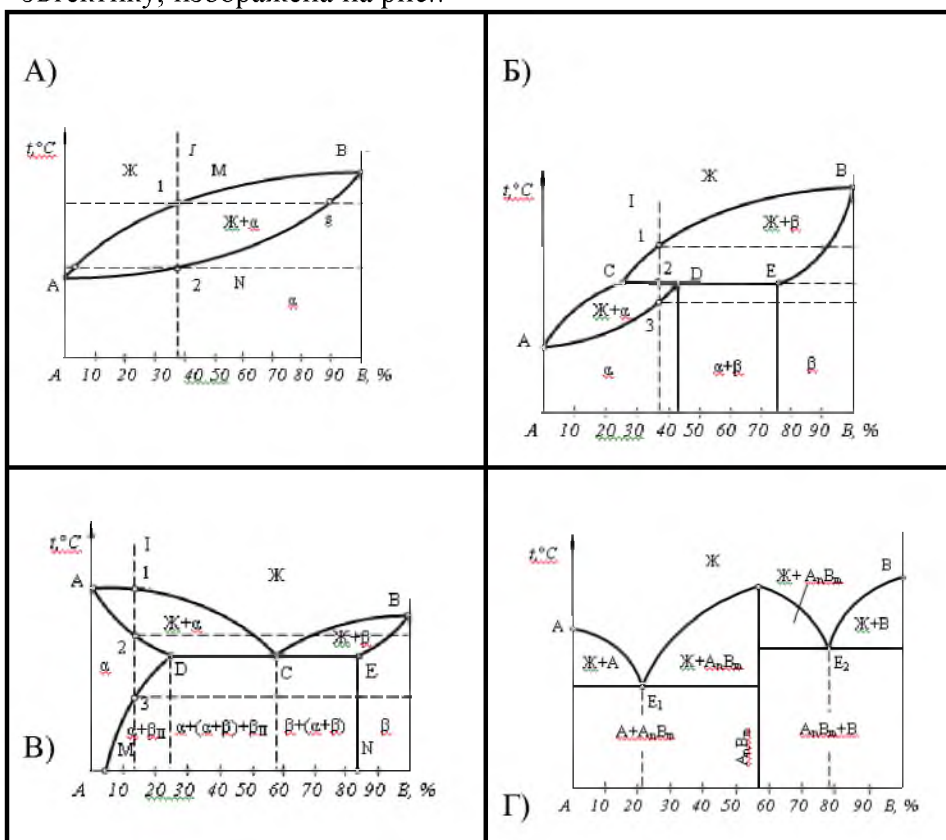 эвтектику, изображена на рис.:
А)
t,°C
Ж
I
M
B
1
Ж+α
s
A
2
N
α
A 10 20 30 40 50 60 70 80 90 B, %
Б)
t,°C
Ж
B
I
1
Ж+β
C
2
D
E
Ж+α
3
A
α
α+β
β
A 10 20 30 40 50 60 70 80 90 B, %
В)
t,°C
I
1
Ж
A
B
Ж+α
Ж+β
2
α
D
C
E
3
α+βII
α+(α+β)+βII
β+(α+β)
β
M
N
A 10 20 30 40 50 60 70 80 90 B, %
Г)
t,°C
Ж
Ж+AnBm
B
A
Ж+B
Ж+A
Ж+AnBm
E2
E1
A+AnBm
AnBm
AnBm+B
A 10 20 30 40 50 60 70 80 90 B, %